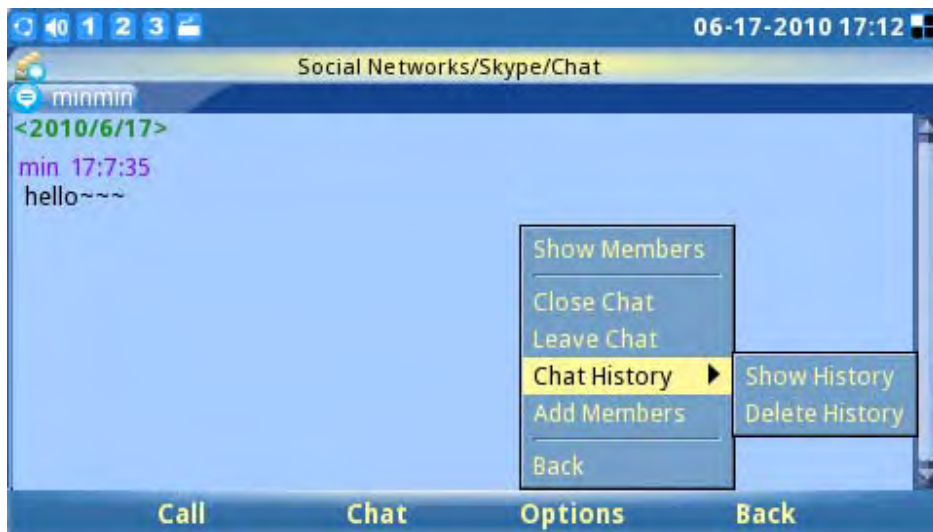 1 2 3 06-17-2010 17:12
Social Networks/Skype/Chat
minmin
<2010/6/17>
min 17:7:35
hello~~~
Show Members
Close Chat
Leave Chat
Chat History
Show History
Add Members
Delete History
Back
Call Chat Options Back